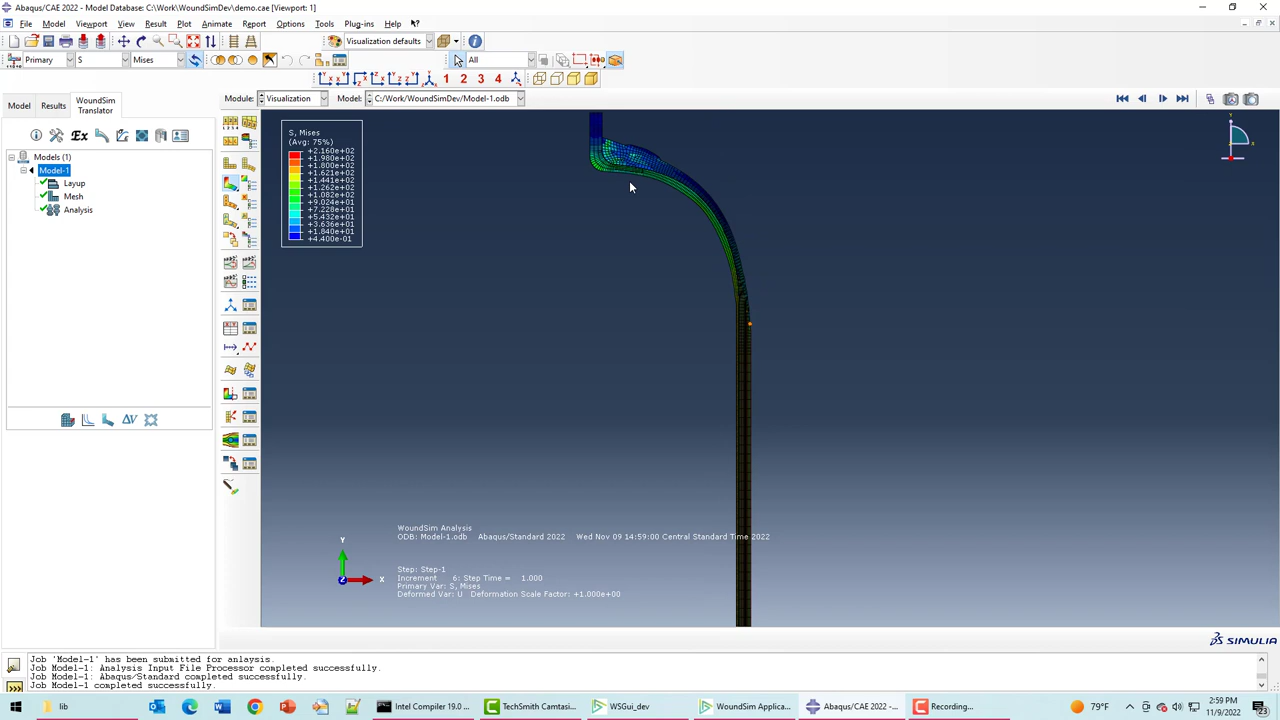 Abaqus/CAE 2022 - Model Database: C:\Work\WoundSimDev\demo.cae [Viewport: 1]
File Model Viewport View Result Plot Animate Report Options Tools Plug-ins Help
Visualization defaults
Primary S Mises All
1 2 3 4
Model Results WoundSim Translator
Module: Visualization Model: C:/Work/WoundSimDev/Model-1.odb
Ex
Models (1)
Model-1
Layup
Mesh
Analysis
ΔV
S, Mises
(Avg: 75%)
+2.160e+02
+1.980e+02
+1.800e+02
+1.621e+02
+1.441e+02
+1.262e+02
+1.082e+02
+9.024e+01
+7.228e+01
+5.432e+01
+3.636e+01
+1.840e+01
+4.400e-01
Y
X
Z
WoundSim Analysis
ODB: Model-1.odb Abaqus/Standard 2022 Wed Nov 09 14:59:00 Central Standard Time 2022
Step: Step-1
Increment 6: Step Time = 1.000
Primary Var: S, Mises
Deformed Var: U Deformation Scale Factor: +1.000e+00
SIMULIA
Job 'Model-1' has been submitted for anlaysis.
Job Model-1: Analysis Input File Processor completed successfully.
Job Model-1: Abaqus/Standard completed successfully.
Job Model-1 completed successfully.
lib
Intel Compiler 19.0 ...
TechSmith Camtasi...
WSGui_dev
WoundSim Applica...
Abaqus/CAE 2022 -...
Recording...
79°F
2:59 PM
11/9/2022